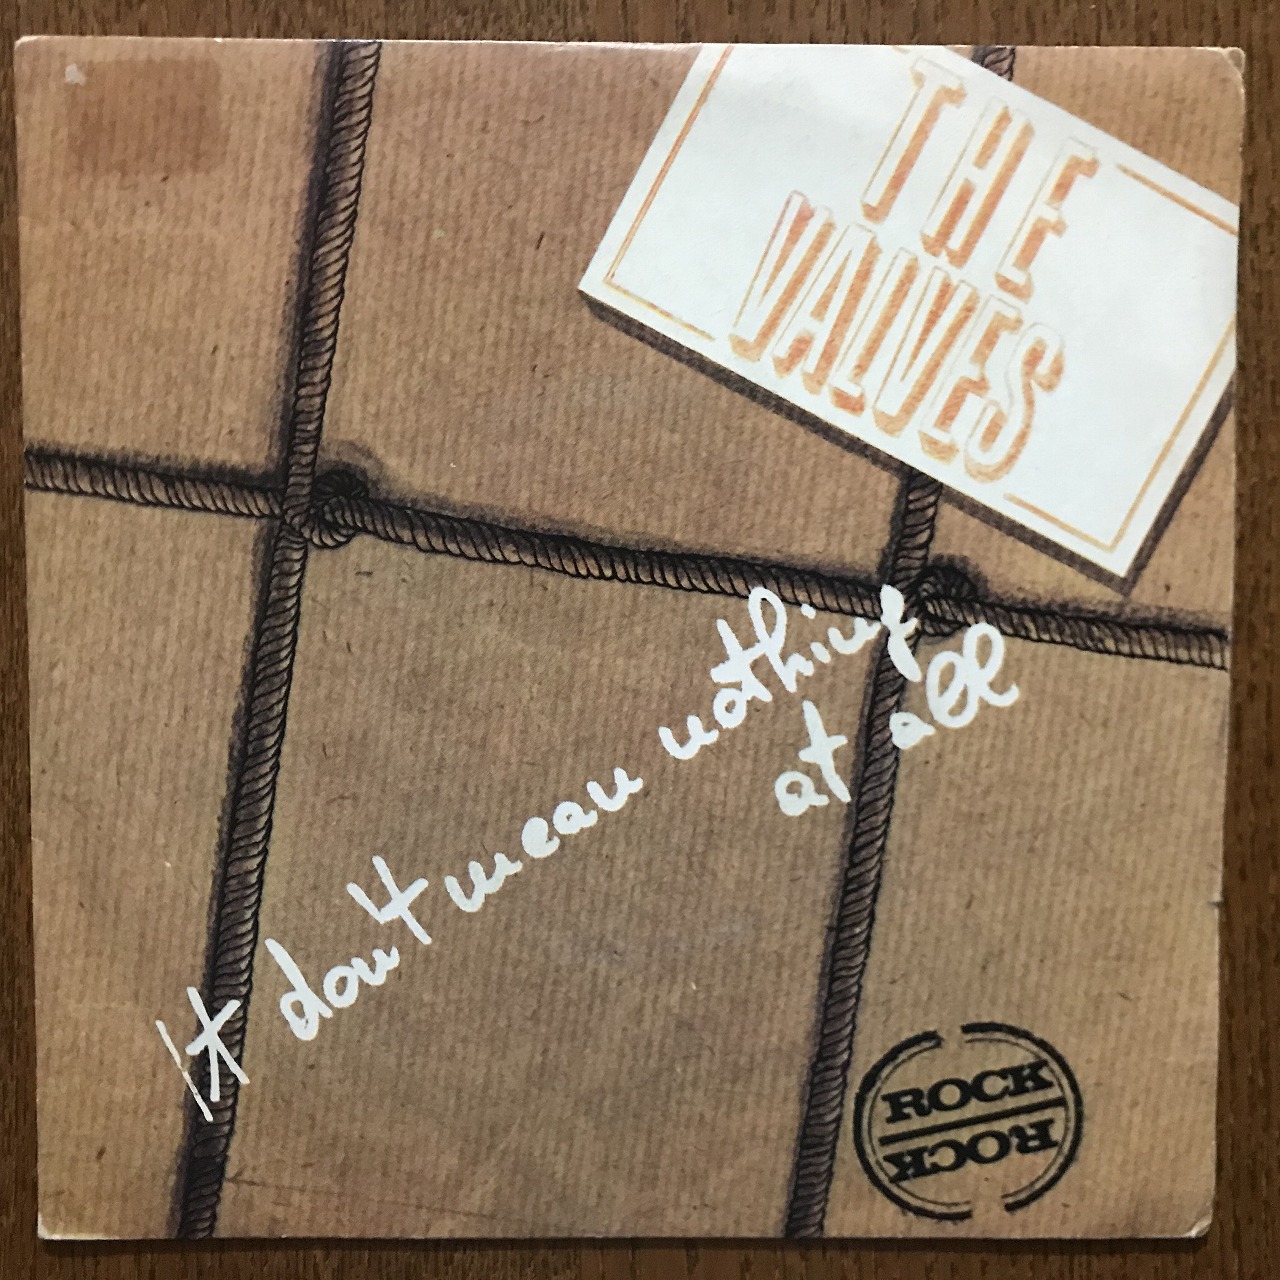 THE
VALVES
It don't mean nothing
at all
ROCK
ROCK